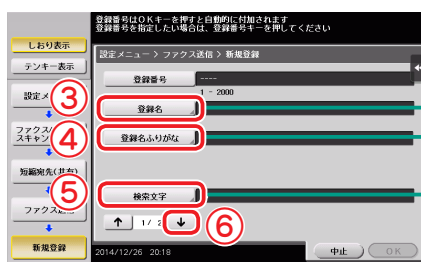 登録番号はOKキーを押すと自動的に付加されます
登録番号を指定したい場合は、登録番号キーを押してください
しおり表示
テンキー表示
設定メニュー > ファクス送信 > 新規登録
登録番号
----
1 - 2000
設定メ
③
登録名
ファクス/
スキャン
④
登録名ふりがな
短縮宛先(共有)
⑤
検索文字
ファクス送信
↑ 1/ 2 ↓
⑥
新規登録
2014/12/26 20:18
中止
OK